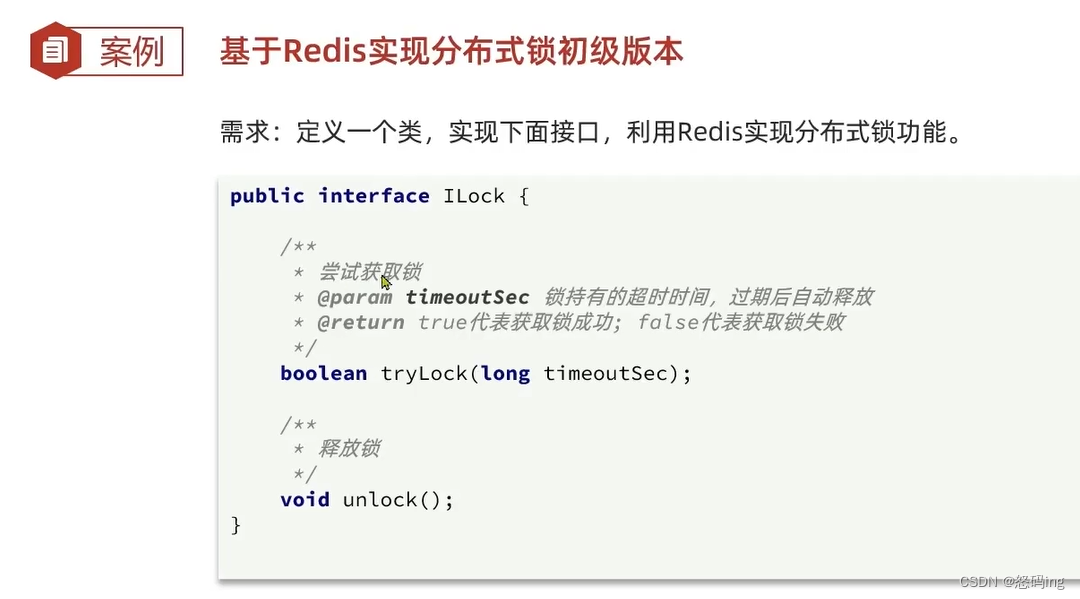 案例
基于Redis实现分布式锁初级版本
需求：定义一个类，实现下面接口，利用Redis实现分布式锁功能。
public interface ILock {
/**
* 尝试获取锁
* @param timeoutSec 锁持有的超时时间，过期后自动释放
* @return true代表获取锁成功; false代表获取锁失败
*/
boolean tryLock(long timeoutSec);
/**
* 释放锁
*/
void unlock();
}
CSDN @怒码ing